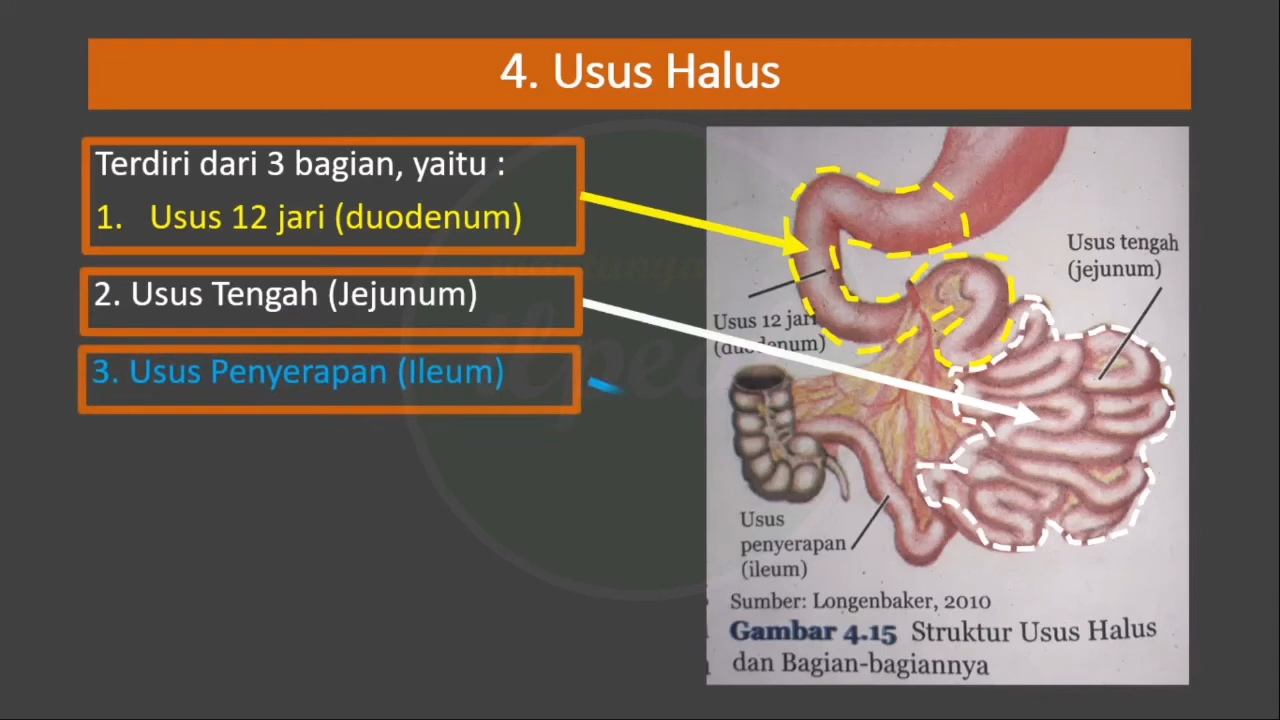 4. Usus Halus
Terdiri dari 3 bagian, yaitu :
1. Usus 12 jari (duodenum)
2. Usus Tengah (Jejunum)
3. Usus Penyerapan (Ileum)
Usus tengah
(jejunum)
Usus 12 jari
(duodenum)
Usus
penyerapan
(ileum)
Sumber: Longenbaker, 2010
Gambar 4.15 Struktur Usus Halus
dan Bagian-bagiannya